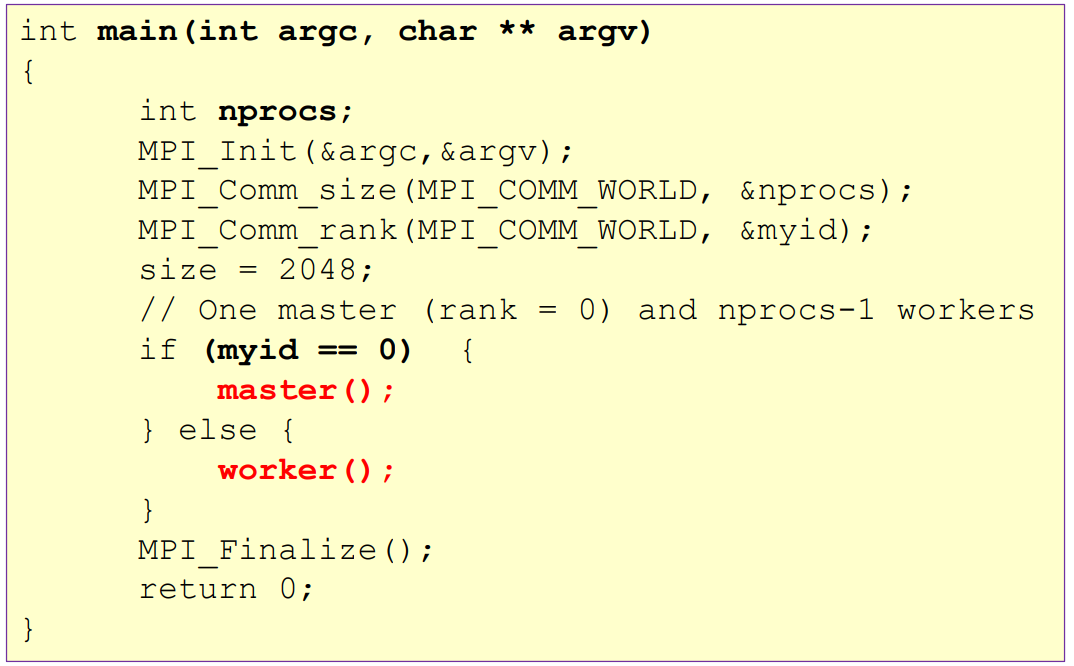 int main(int argc, char ** argv)
{
int nprocs;
MPI_Init(&argc,&argv);
MPI_Comm_size(MPI_COMM_WORLD, &nprocs);
MPI_Comm_rank(MPI_COMM_WORLD, &myid);
size = 2048;
// One master (rank = 0) and nprocs-1 workers
if (myid == 0) {
master();
} else {
worker();
}
MPI_Finalize();
return 0;
}